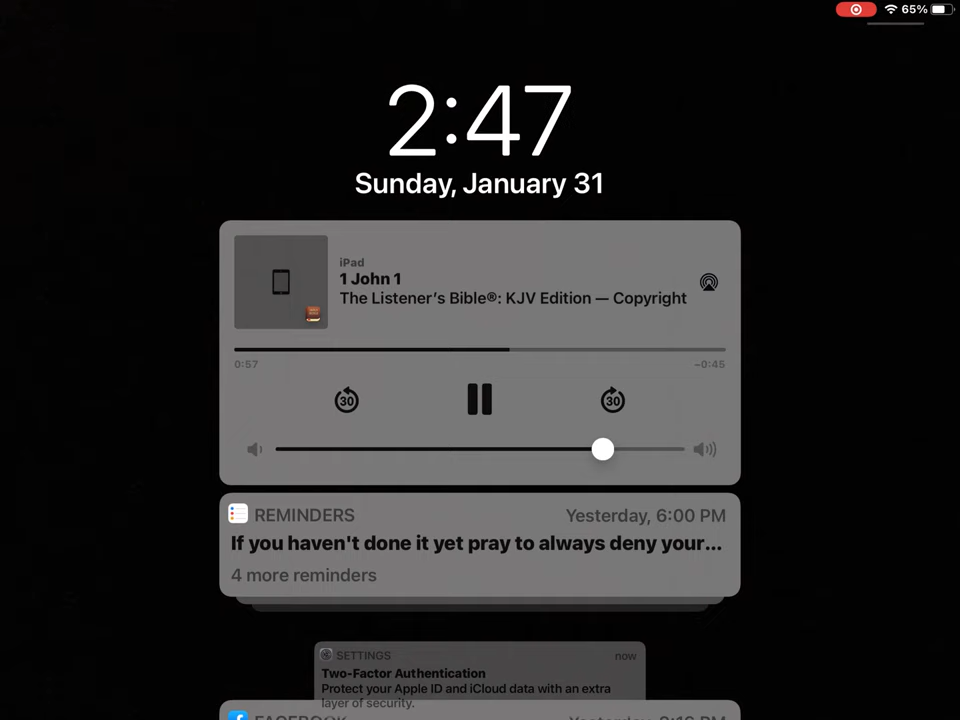 65%
2:47
Sunday, January 31
iPad
1 John 1
The Listener's Bible®: KJV Edition — Copyright
0:57
−0:45
30
30
REMINDERS
Yesterday, 6:00 PM
If you haven't done it yet pray to always deny your...
4 more reminders
SETTINGS
now
Two-Factor Authentication
Protect your Apple ID and iCloud data with an extra
layer of security.
FACEBOOK